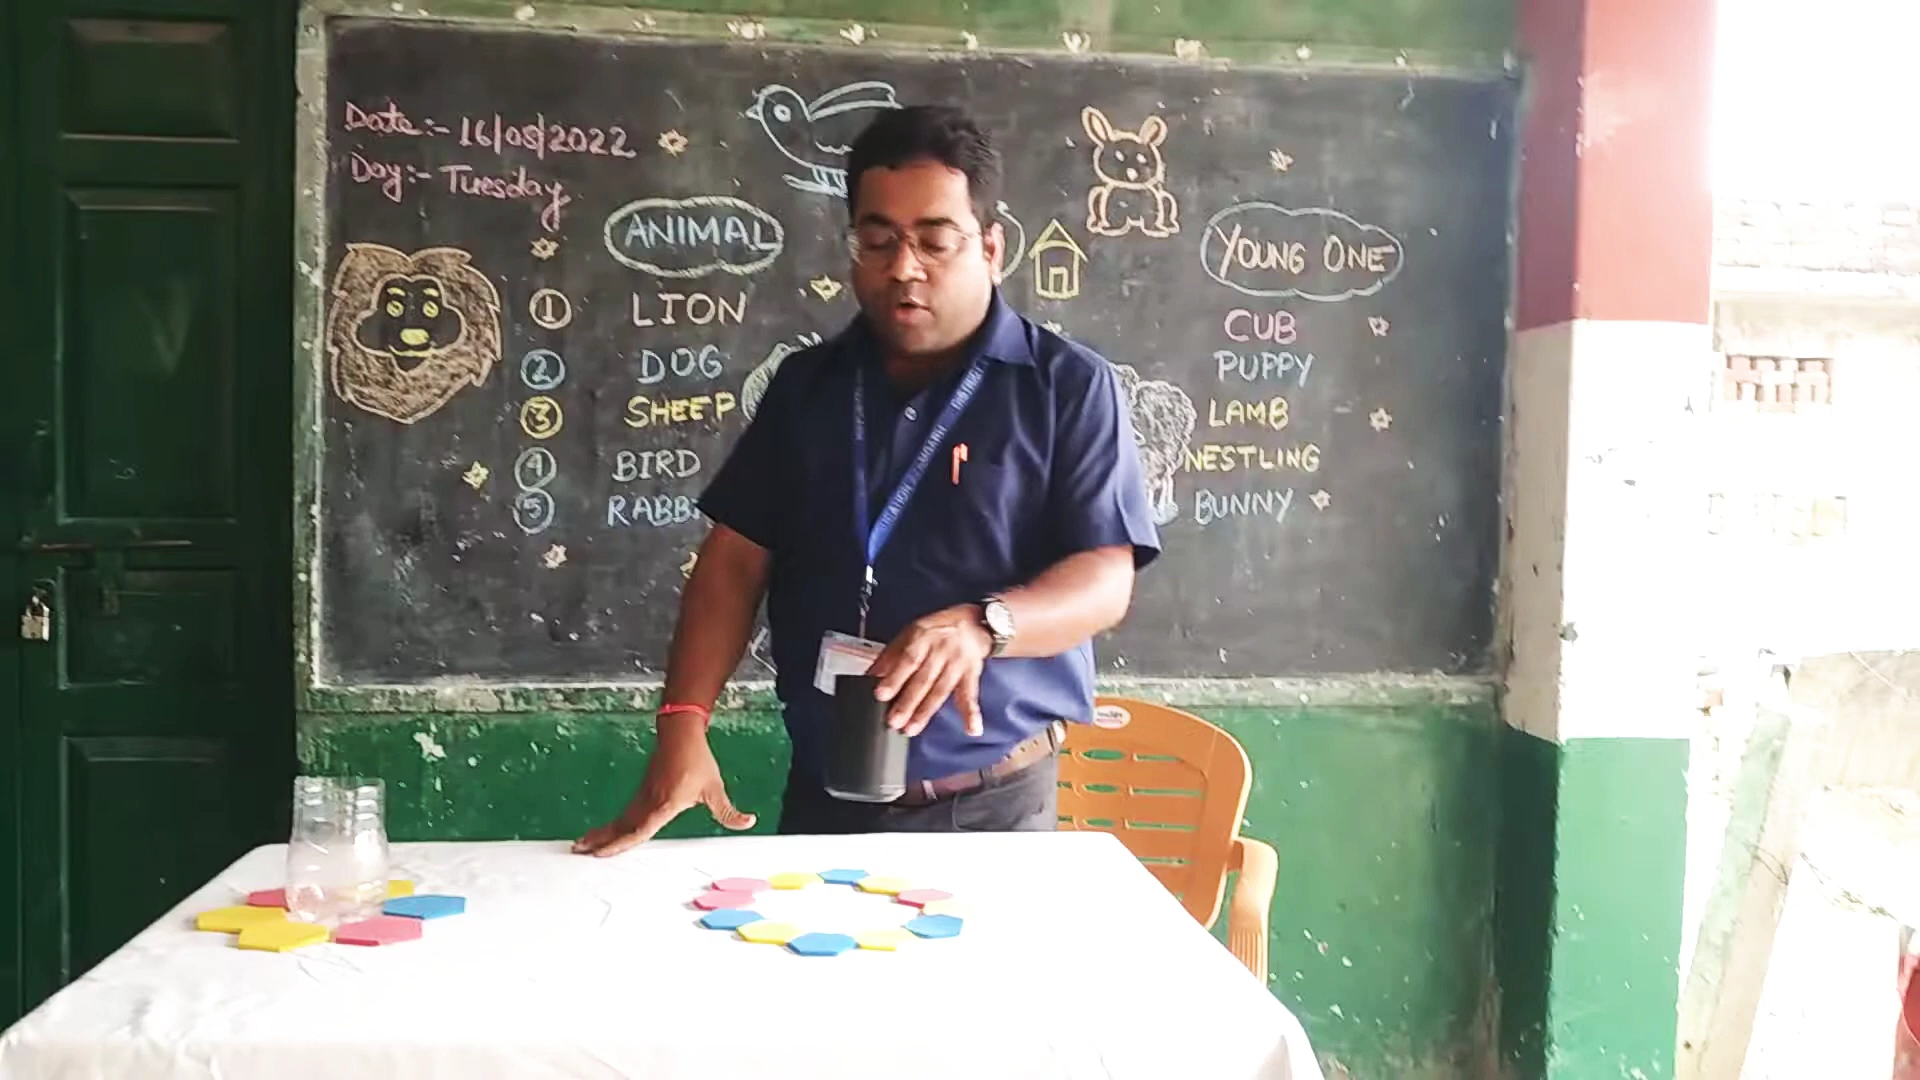 Date:- 16/08/2022
Day:- Tuesday
ANIMAL YOUNG ONE
1 LION CUB
2 DOG PUPPY
3 SHEEP LAMB
4 BIRD NESTLING
5 RABBI BUNNY